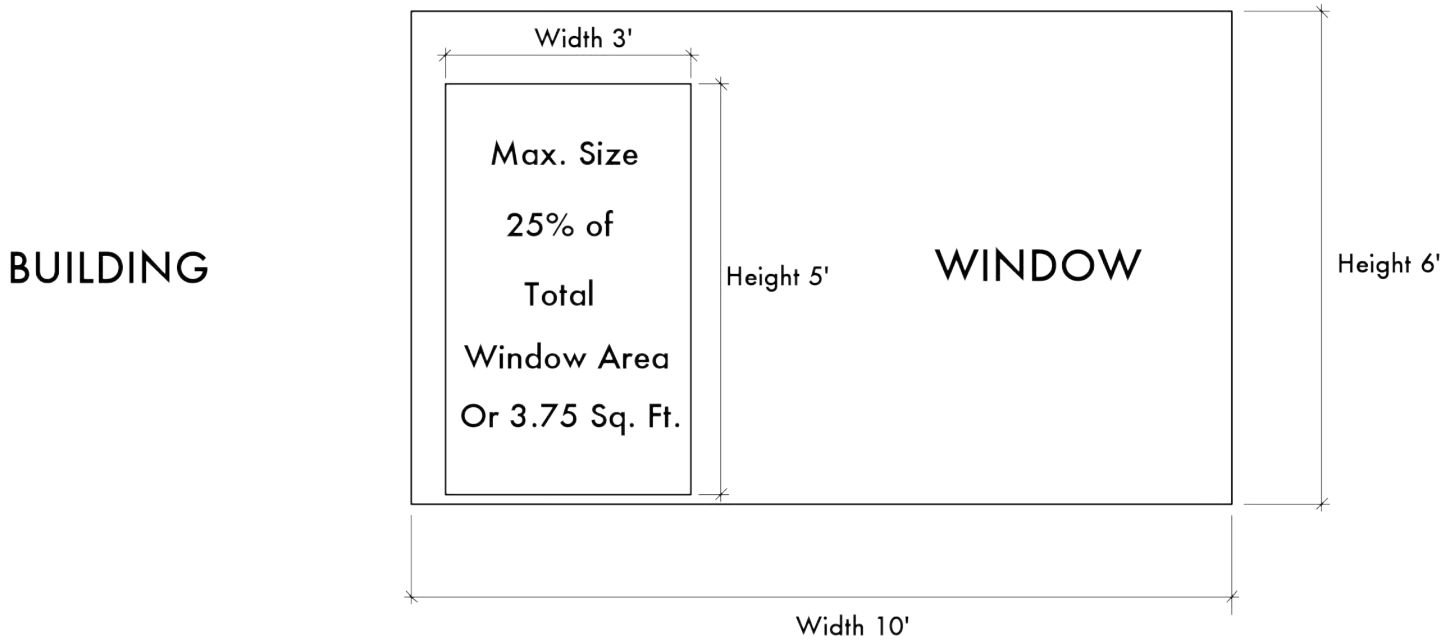 Width 3'
Max. Size
25% of
Total
Window Area
Or 3.75 Sq. Ft.
BUILDING
Height 5'
WINDOW
Height 6'
Width 10'